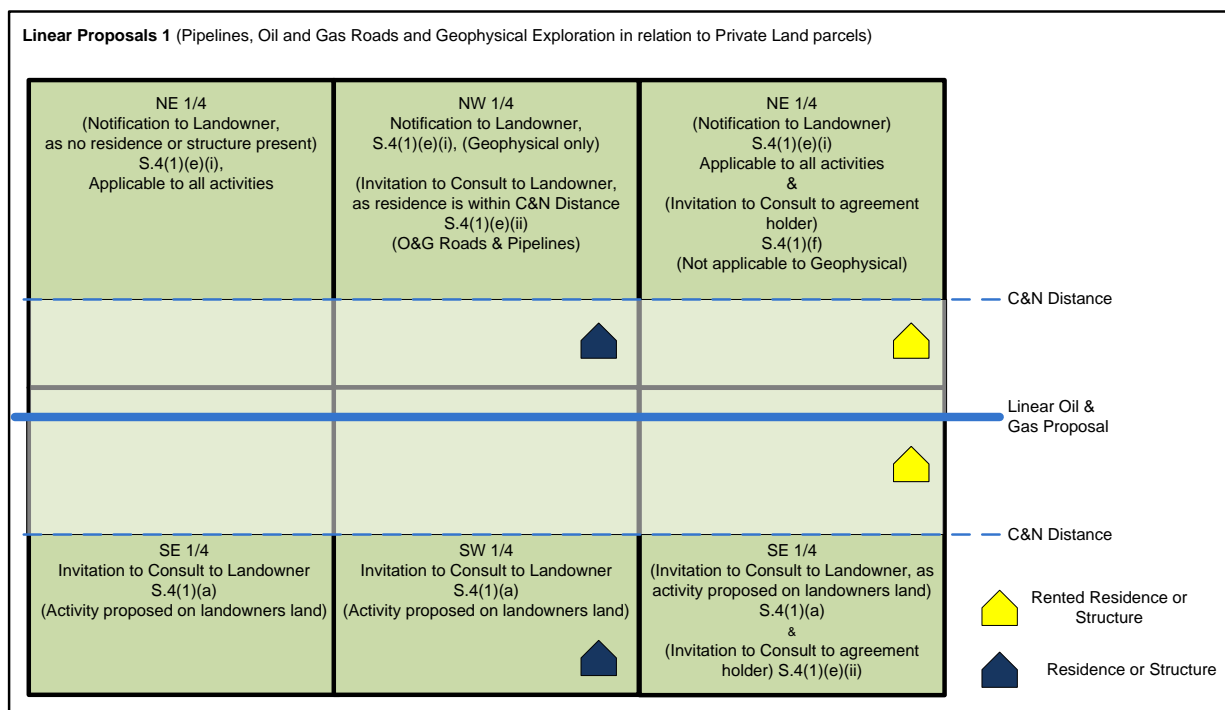 Linear Proposals 1 (Pipelines, Oil and Gas Roads and Geophysical Exploration in relation to Private Land parcels)
NE 1/4
(Notification to Landowner,
as no residence or structure present)
S.4(1)(e)(i),
Applicable to all activities
NW 1/4
Notification to Landowner,
S.4(1)(e)(i), (Geophysical only)
(Invitation to Consult to Landowner,
as residence is within C&N Distance
S.4(1)(e)(ii)
(O&G Roads & Pipelines)
NE 1/4
(Notification to Landowner)
S.4(1)(e)(i)
Applicable to all activities
&
(Invitation to Consult to agreement
holder)
S.4(1)(f)
(Not applicable to Geophysical)
C&N Distance
Linear Oil &
Gas Proposal
C&N Distance
SE 1/4
Invitation to Consult to Landowner
S.4(1)(a)
(Activity proposed on landowners land)
SW 1/4
Invitation to Consult to Landowner
S.4(1)(a)
(Activity proposed on landowners land)
SE 1/4
(Invitation to Consult to Landowner, as
activity proposed on landowners land)
S.4(1)(a)
&
(Invitation to Consult to agreement
holder) S.4(1)(e)(ii)
Rented Residence or
Structure
Residence or Structure